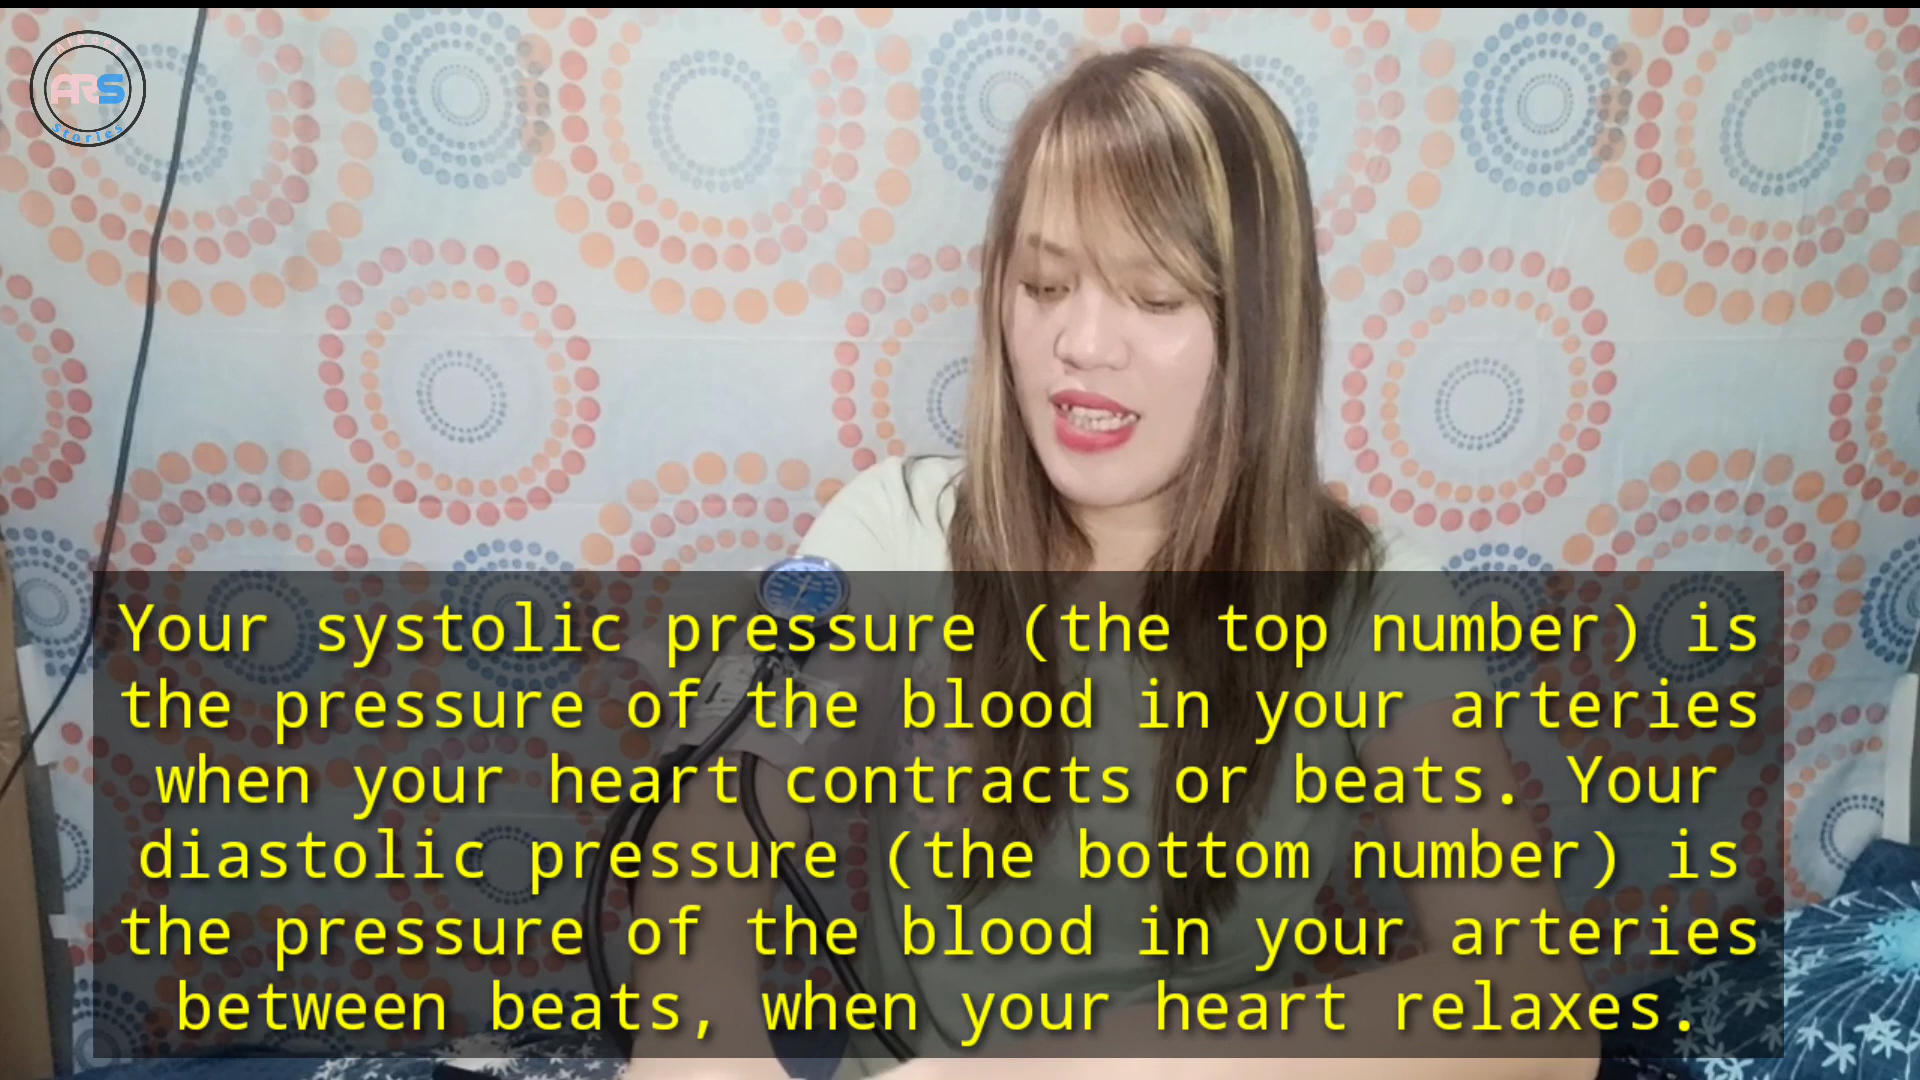 ARS
Stories
Your systolic pressure (the top number) is
the pressure of the blood in your arteries
when your heart contracts or beats. Your
diastolic pressure (the bottom number) is
the pressure of the blood in your arteries
between beats, when your heart relaxes.